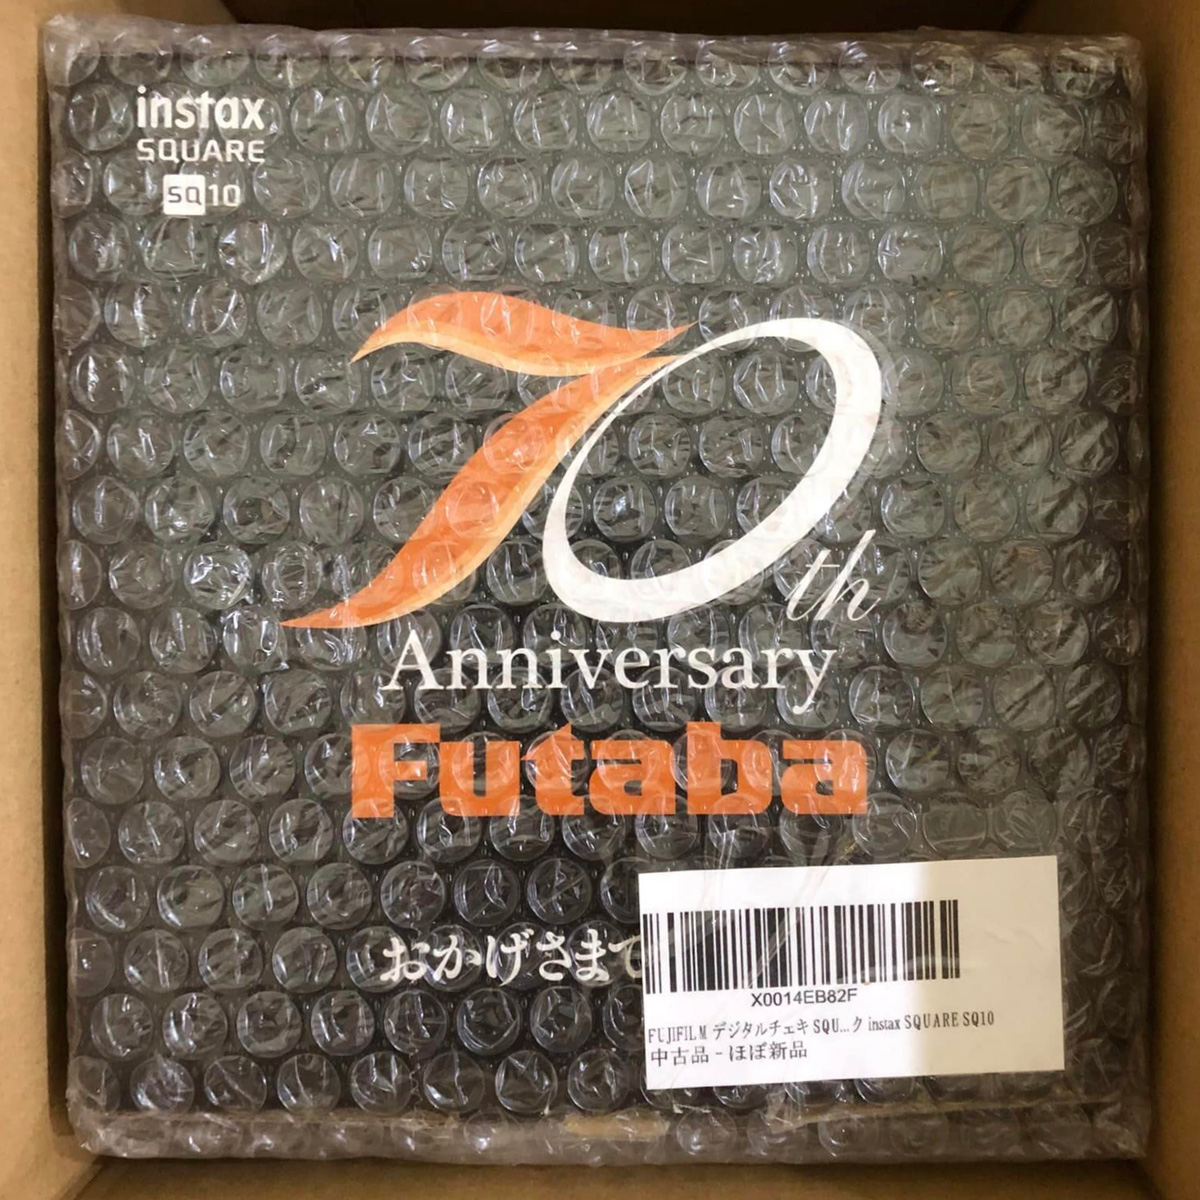 instax
SQUARE
SQ10
70th
Anniversary
Futaba
おかげさまで
X0014EB82F
FUJIFILM デジタルチェキ SQU...ク instax SQUARE SQ10
中古品 - ほぼ新品